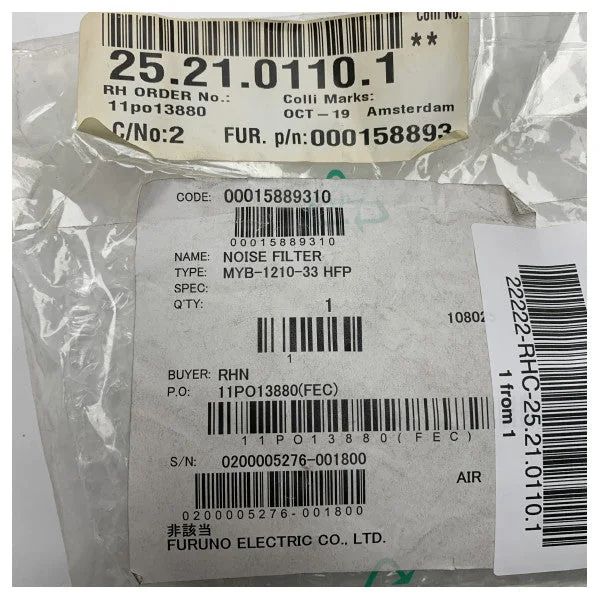 Colli No.
25.21.0110.1 **
RH ORDER No.: Colli Marks:
11po13880 OCT-19 Amsterdam
C/No:2 FUR. p/n:000158893
CODE: 00015889310
00015889310
NAME: NOISE FILTER
TYPE: MYB-1210-33 HFP
SPEC:
Q'TY: 1
10802
1
BUYER: RHN
P.O: 11PO13880(FEC)
11PO13880(FEC)
S/N: 0200005276-001800
AIR
0200005276-001800
非該当
FURUNO ELECTRIC CO., LTD.
22222-RHC-25.21.0110.1
1 from 1